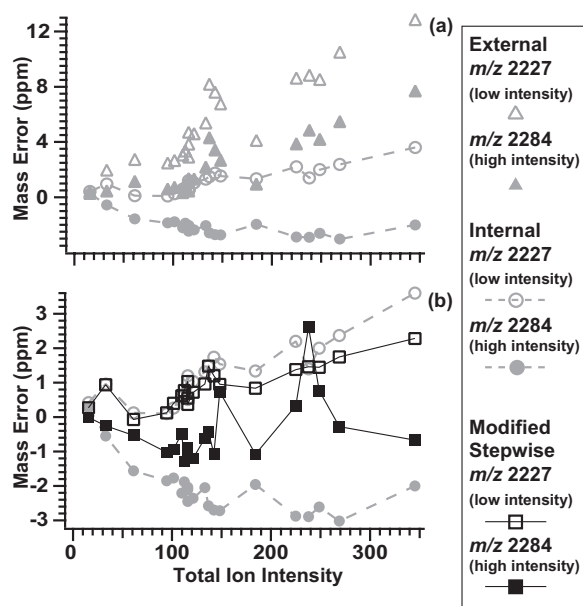 (a)
12
8
4
0
Mass Error (ppm)
(b)
3
2
1
0
-1
-2
-3
Mass Error (ppm)
0
100
200
300
Total Ion Intensity
External
m/z 2227
(low intensity)
m/z 2284
(high intensity)
Internal
m/z 2227
(low intensity)
m/z 2284
(high intensity)
Modified
Stepwise
m/z 2227
(low intensity)
m/z 2284
(high intensity)